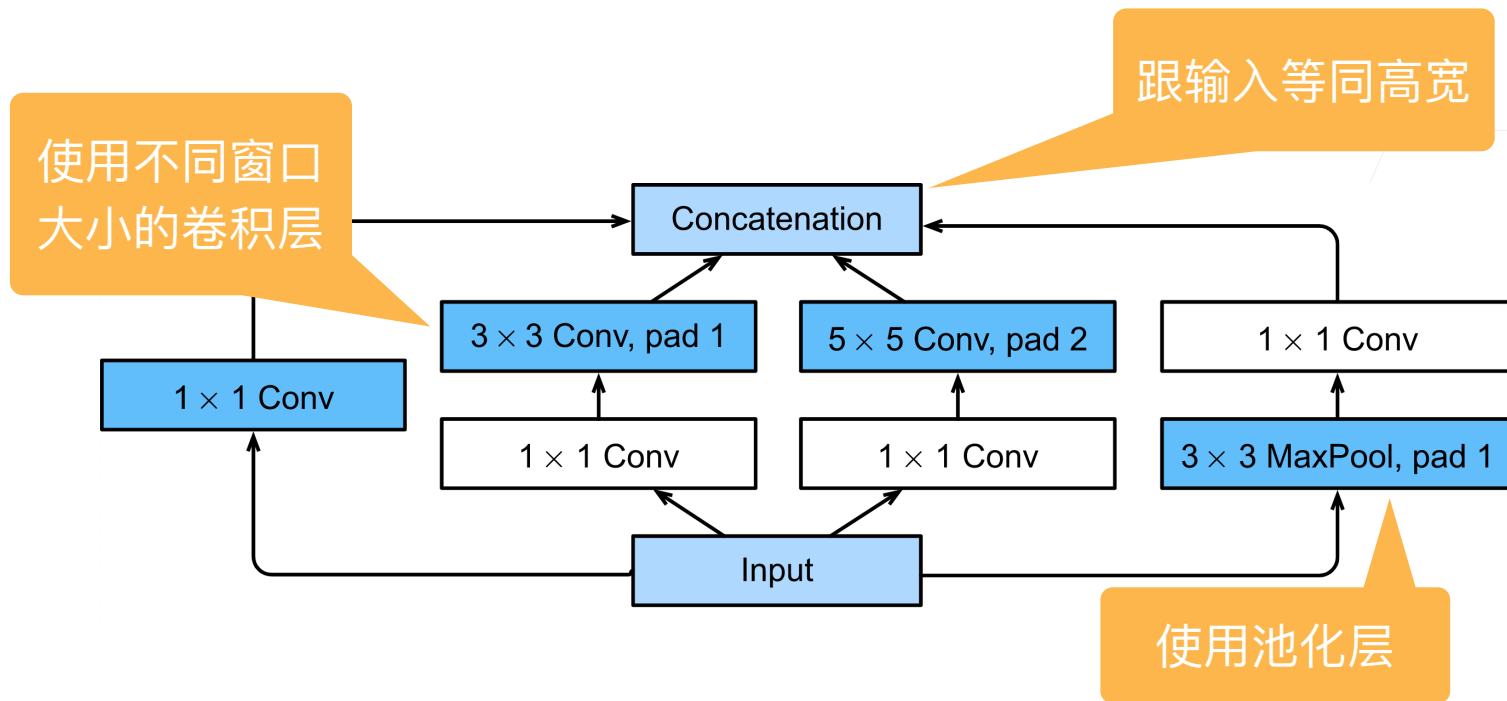 跟输入等同高宽
使用不同窗口
大小的卷积层
Concatenation
3 × 3 Conv, pad 1
5 × 5 Conv, pad 2
1 × 1 Conv
1 × 1 Conv
1 × 1 Conv
1 × 1 Conv
3 × 3 MaxPool, pad 1
Input
使用池化层